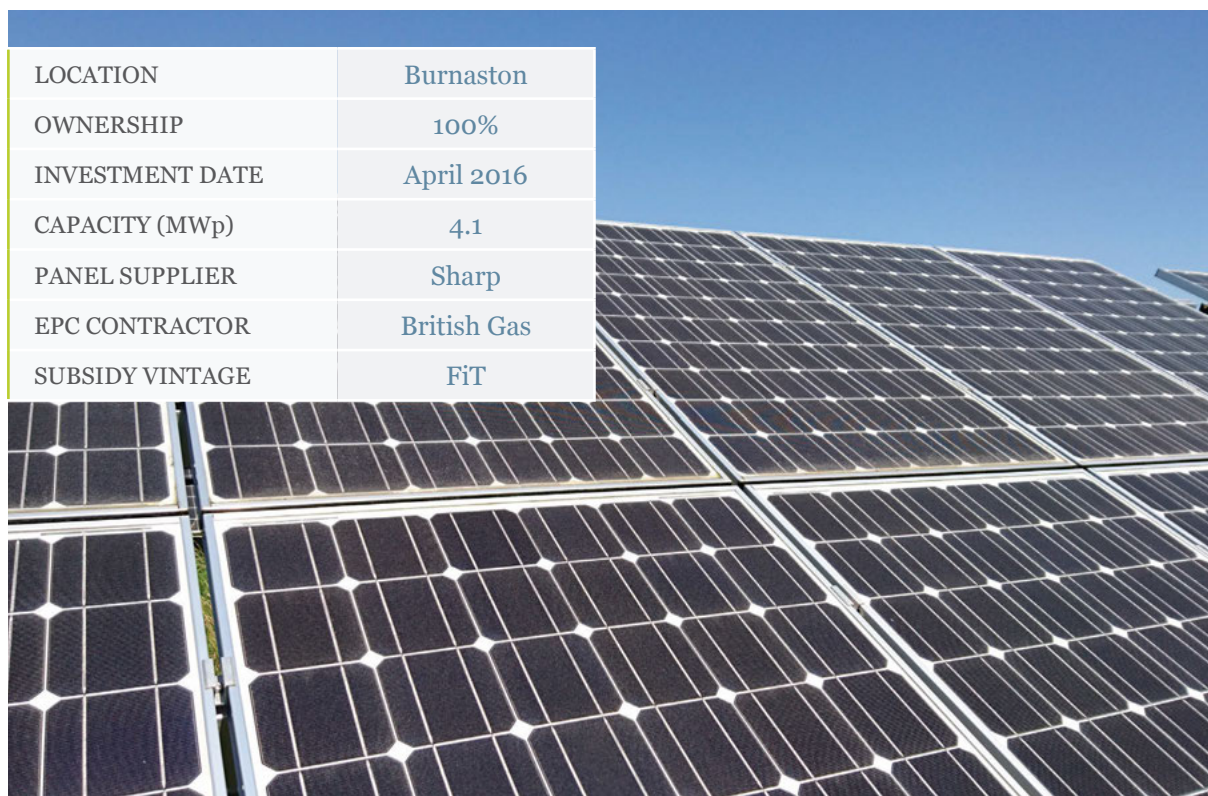 LOCATION Burnaston
OWNERSHIP 100%
INVESTMENT DATE April 2016
CAPACITY (MWp) 4.1
PANEL SUPPLIER Sharp
EPC CONTRACTOR British Gas
SUBSIDY VINTAGE FiT